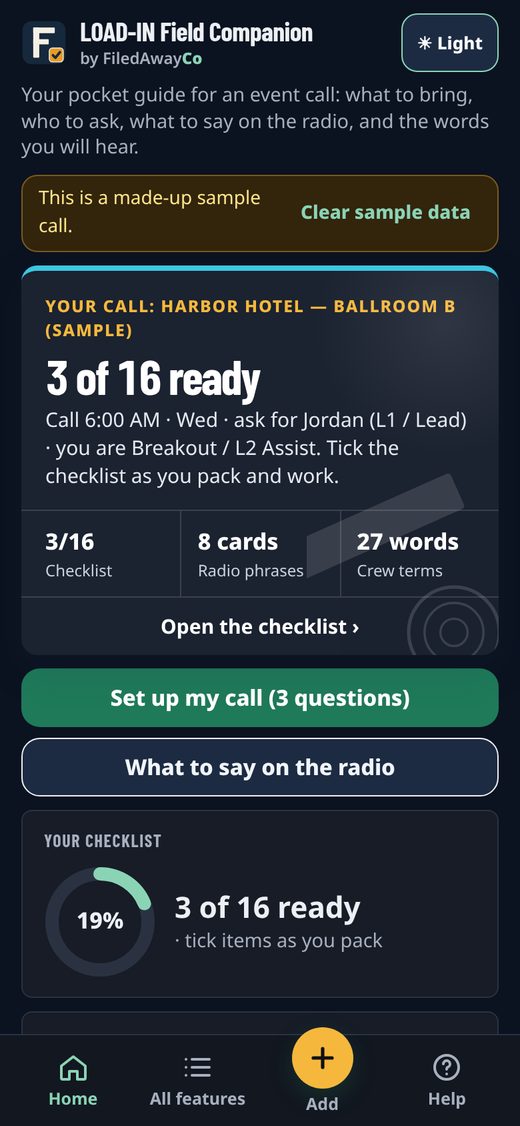 F
LOAD-IN Field Companion
by FiledAwayCo
☀ Light
Your pocket guide for an event call: what to bring,
who to ask, what to say on the radio, and the words
you will hear.
This is a made-up sample
call.
Clear sample data
YOUR CALL: HARBOR HOTEL — BALLROOM B
(SAMPLE)
3 of 16 ready
Call 6:00 AM · Wed · ask for Jordan (L1 / Lead)
· you are Breakout / L2 Assist. Tick the
checklist as you pack and work.
3/16
Checklist
8 cards
Radio phrases
27 words
Crew terms
Open the checklist ›
Set up my call (3 questions)
What to say on the radio
YOUR CHECKLIST
19%
3 of 16 ready
· tick items as you pack
Home
All features
Add
Help